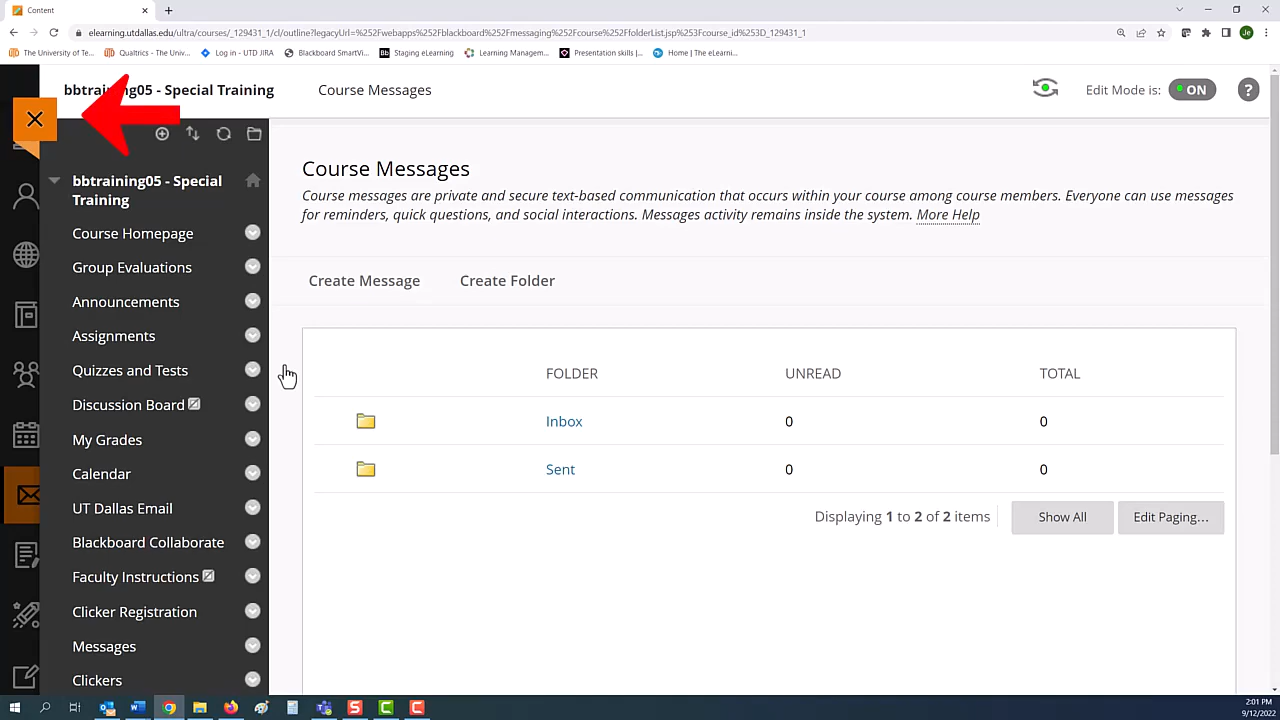 Content
elearning.utdallas.edu/ultra/courses/_129431_1/cl/outline?legacyUrl=%252Fwebapps%252Fblackboard%252Fmessaging%252Fcourse%252FfolderList.jsp%253Fcourse_id%253D_129431_1
Je
The University of Te...
Qualtrics - The Univ...
Log in - UTD JIRA
Blackboard SmartVi...
Bb Staging eLearning
Learning Managem...
Presentation skills |...
Home | The eLearni...
bbtraining05 - Special Training
Course Messages
Edit Mode is:
ON
?
bbtraining05 - Special
Training
Course Homepage
Group Evaluations
Announcements
Assignments
Quizzes and Tests
Discussion Board
My Grades
Calendar
UT Dallas Email
Blackboard Collaborate
Faculty Instructions
Clicker Registration
Messages
Clickers
Course Messages
Course messages are private and secure text-based communication that occurs within your course among course members. Everyone can use messages
for reminders, quick questions, and social interactions. Messages activity remains inside the system. More Help
Create Message
Create Folder
FOLDER UNREAD TOTAL
Inbox 0 0
Sent 0 0
Displaying 1 to 2 of 2 items
Show All
Edit Paging...
2:01 PM
9/12/2022